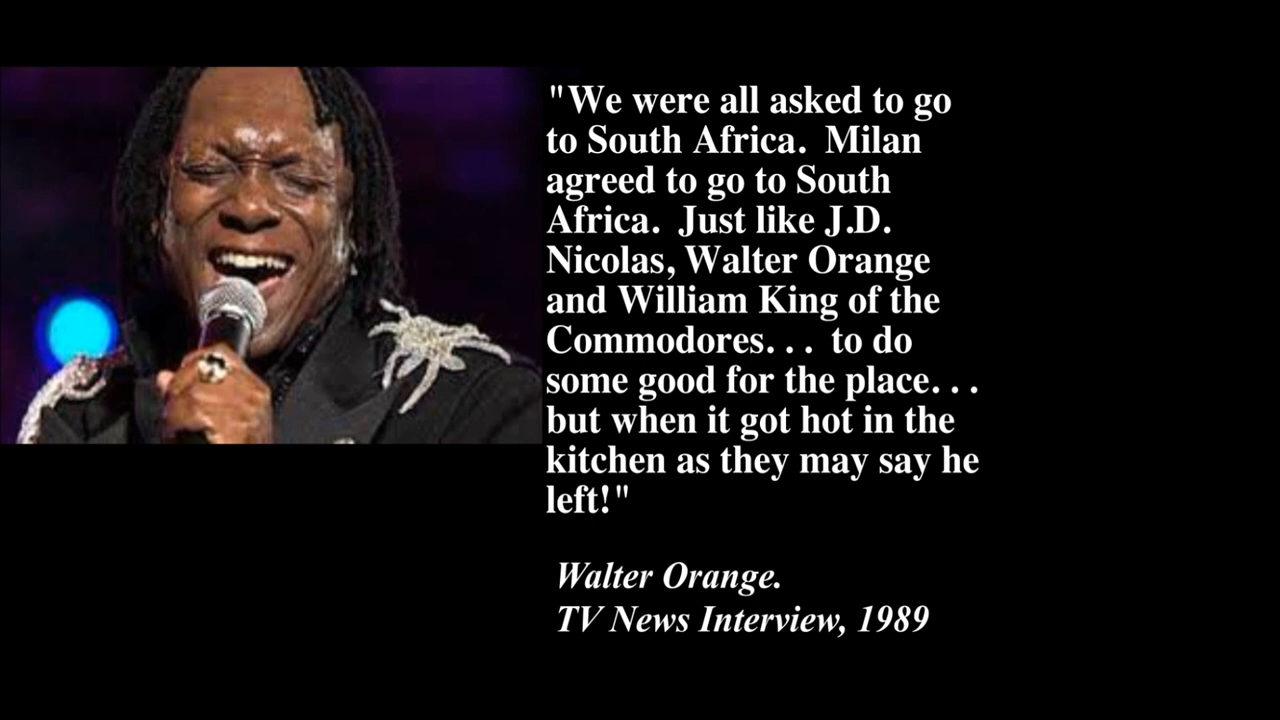 "We were all asked to go
to South Africa.  Milan
agreed to go to South
Africa.  Just like J.D.
Nicolas, Walter Orange
and William King of the
Commodores. . .  to do
some good for the place. . .
but when it got hot in the
kitchen as they may say he
left!"
Walter Orange.
TV News Interview, 1989